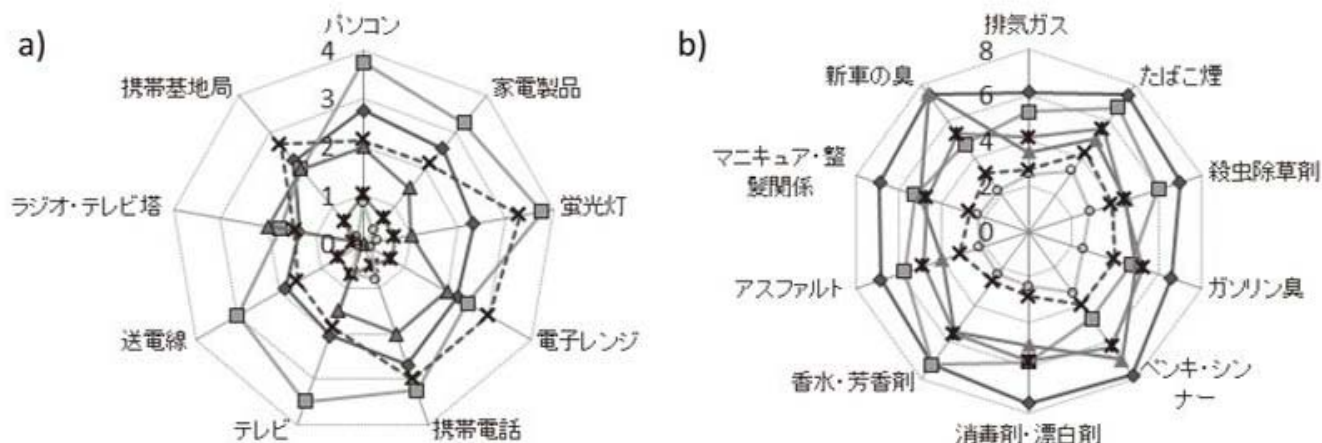 a)
パソコン
家電製品
蛍光灯
電子レンジ
携帯電話
テレビ
送電線
ラジオ・テレビ塔
携帯基地局
4
3
2
1
0
b)
排気ガス
たばこ煙
殺虫除草剤
ガソリン臭
ペンキ・シン
ナー
消毒剤・漂白剤
香水・芳香剤
アスファルト
マニキュア・整
髪関係
新車の臭
8
6
4
2
0